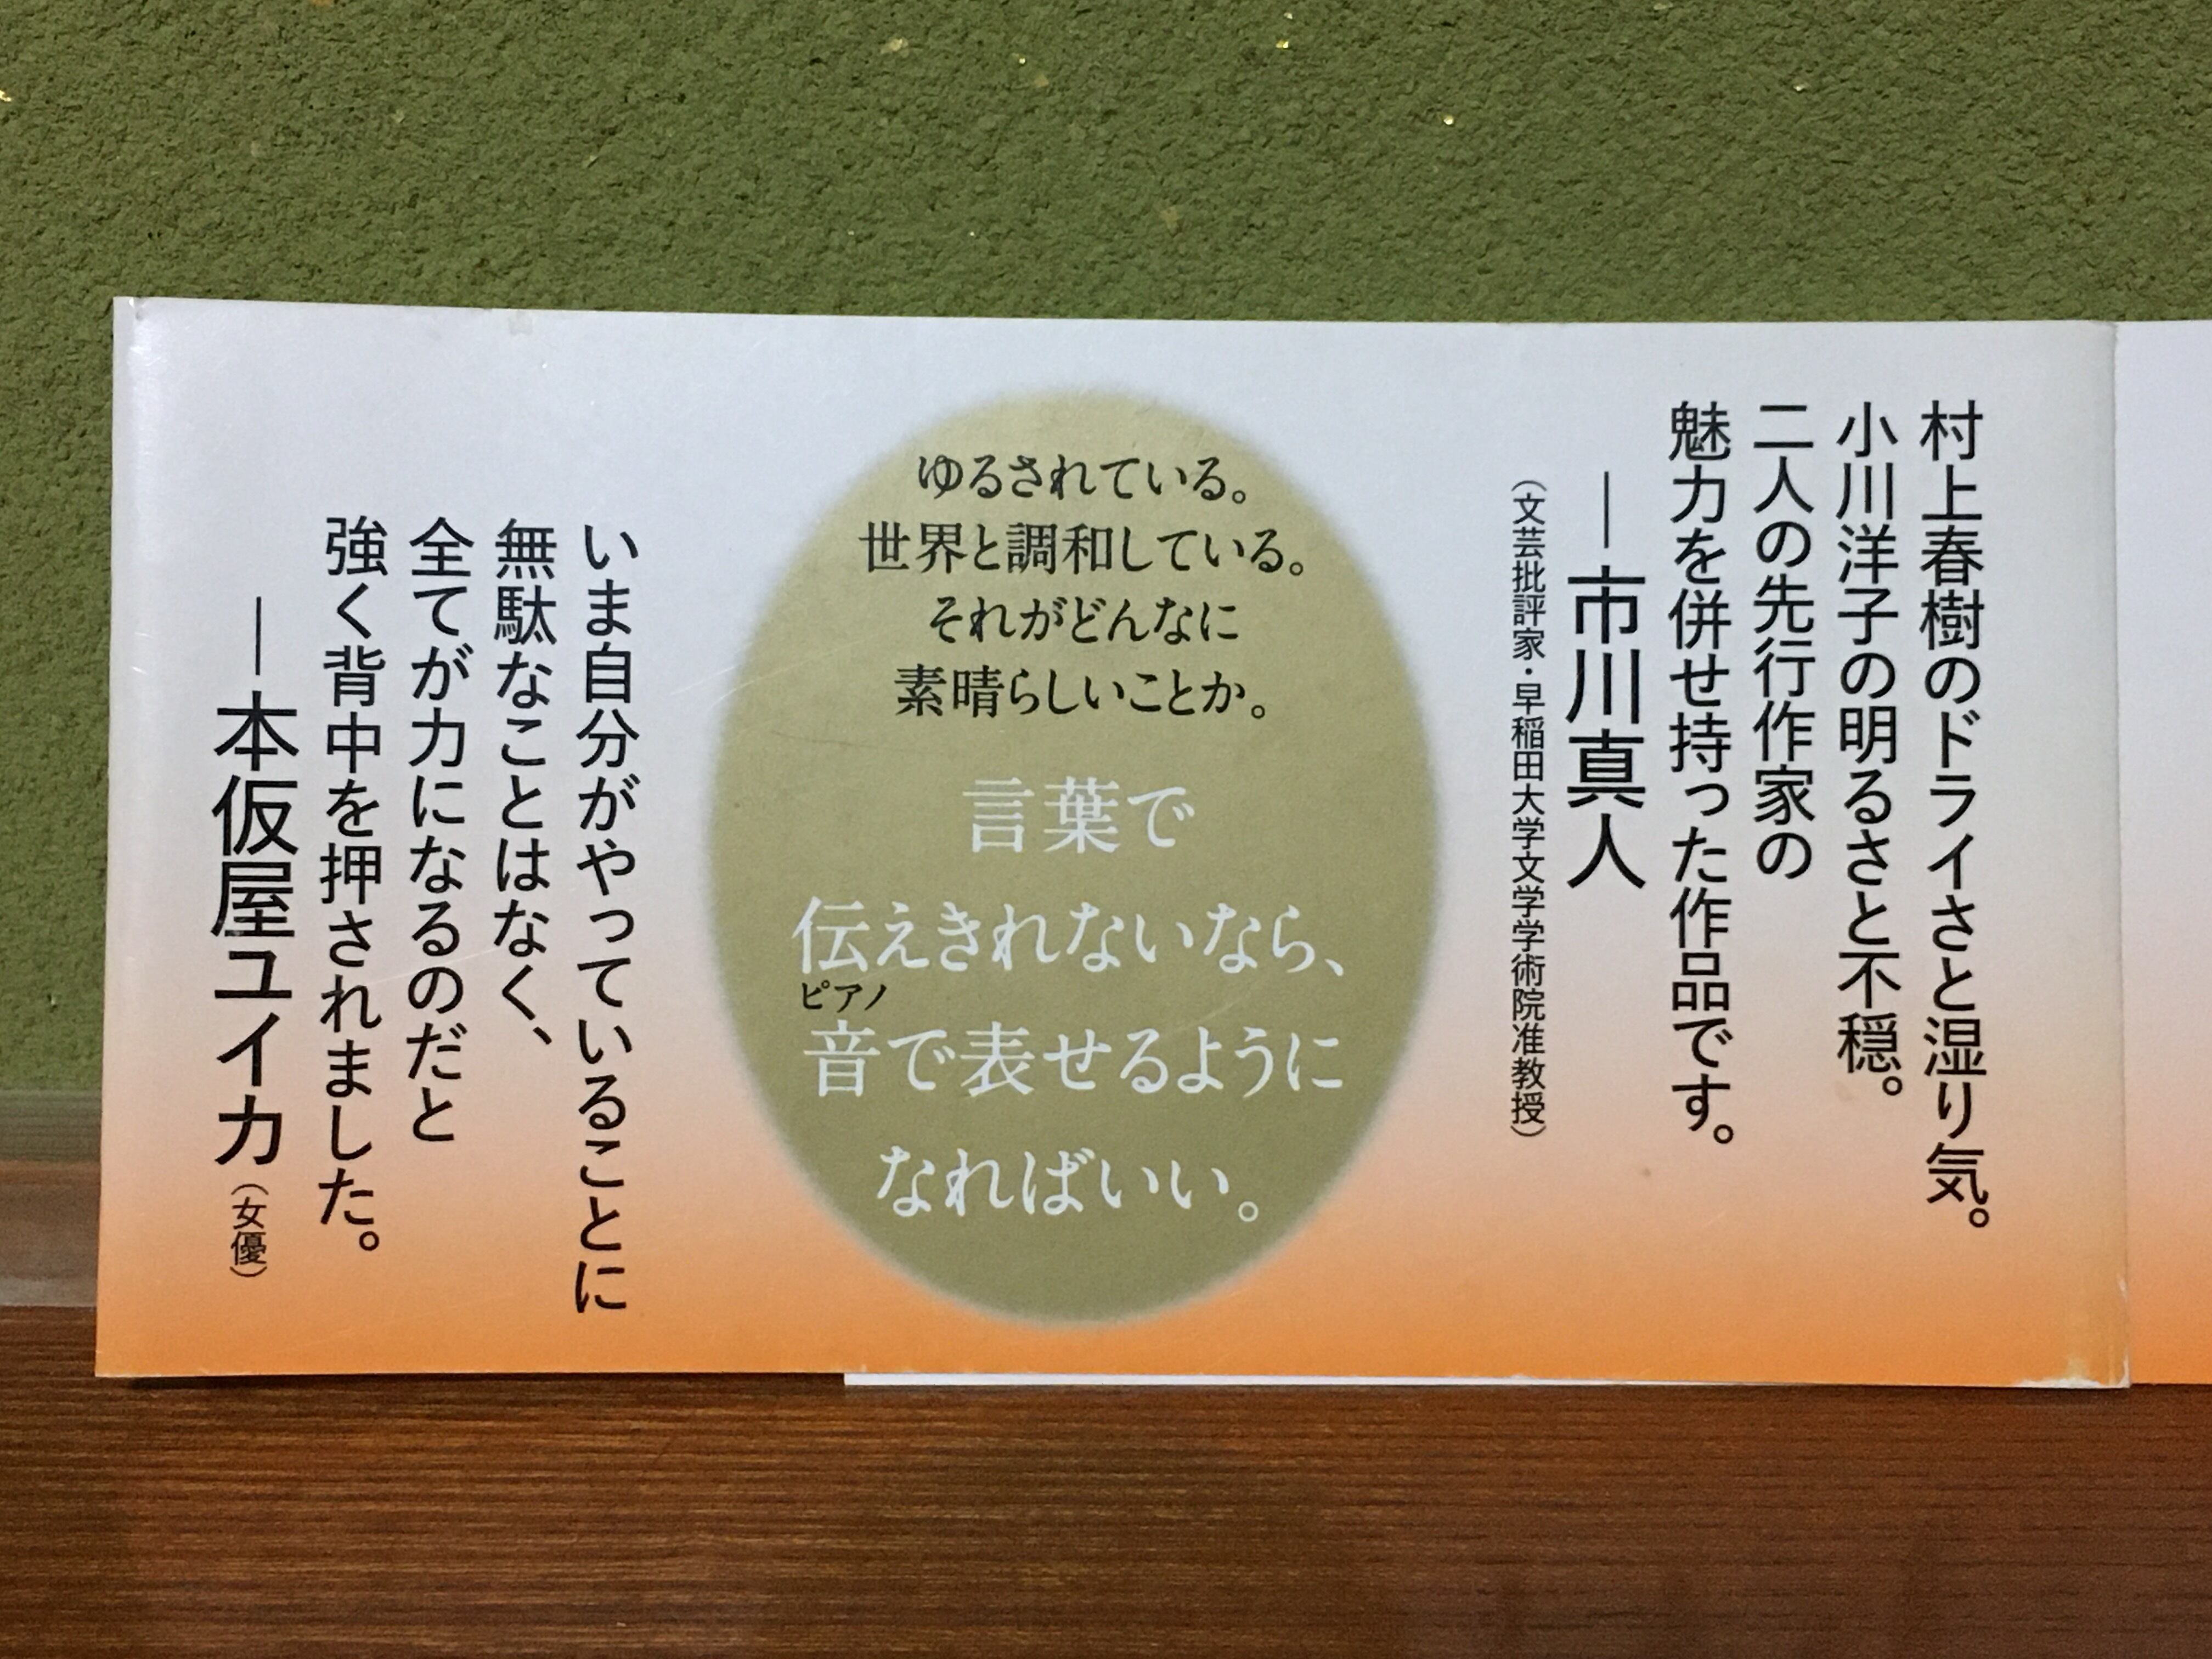 村上春樹のドライさと湿り気。
小川洋子の明るさと不穏。
二人の先行作家の
魅力を併せ持った作品です。
―市川真人
（文芸批評家・早稲田大学文学学術院准教授）
ゆるされている。
世界と調和している。
それがどんなに
素晴らしいことか。
言葉で
伝えきれないなら、
ピアノ
音で表せるように
なればいい。
いま自分がやっていることに
無駄なことはなく、
全てが力になるのだと
強く背中を押されました。
―本仮屋ユイカ（女優）